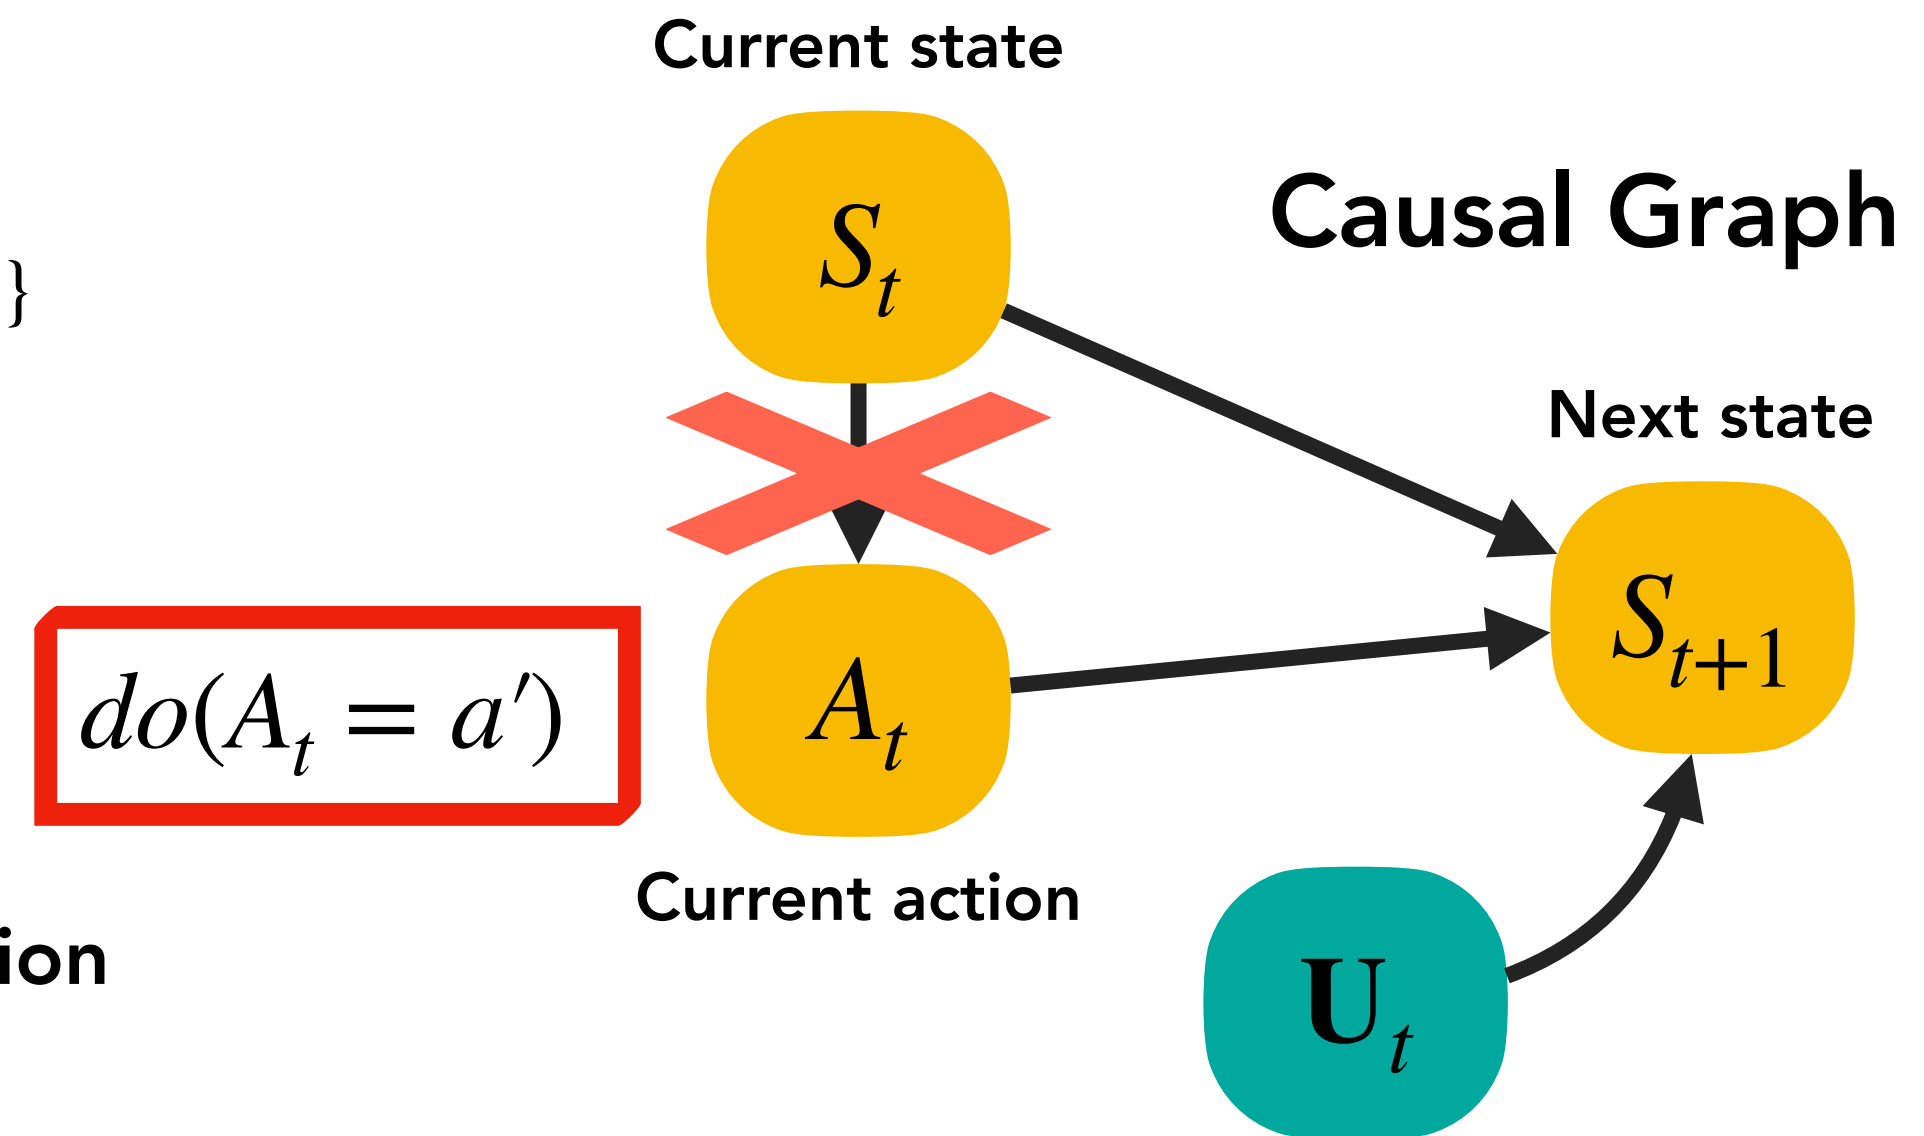 Current state
S_t
Causal Graph
}
Next state
S_{t+1}
do(A_t = a′)
A_t
Current action
ion
U_t